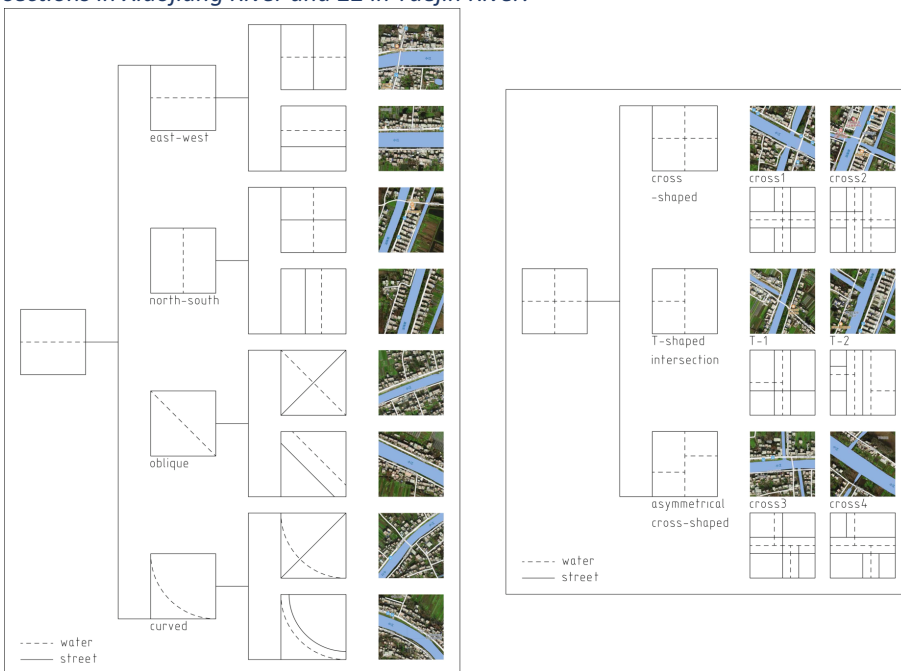 sections in Xiaojiang River and 22 in Yuejin River.
east-west
north-south
oblique
curved
water
street
cross
-shaped
cross1
cross2
T-shaped
intersection
T-1
T-2
asymmetrical
cross-shaped
cross3
cross4
water
street